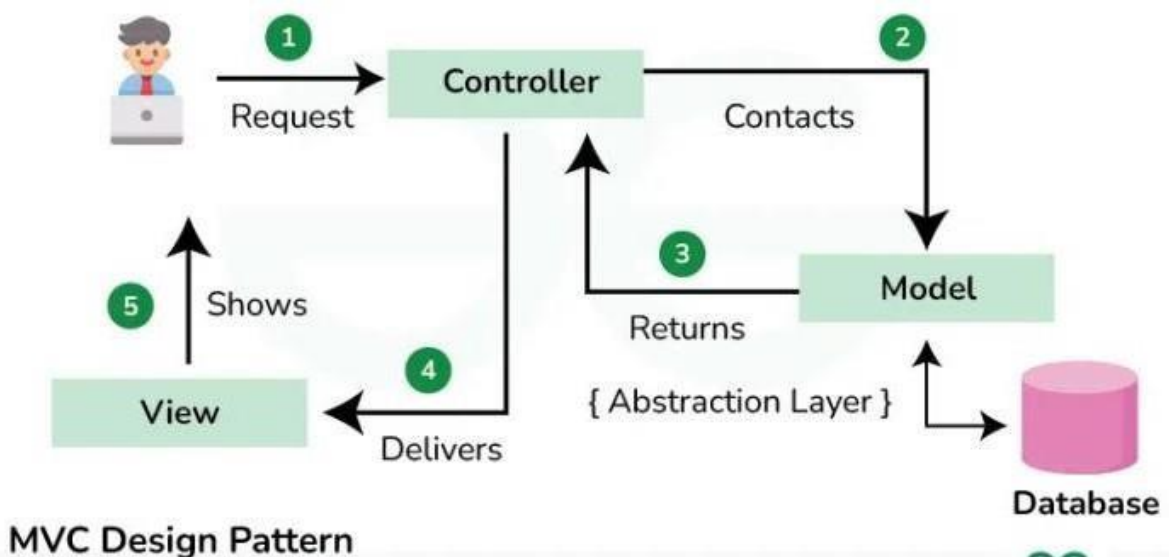 1
2
Controller
Request
Contacts
3
Model
5
Shows
Returns
4
{ Abstraction Layer }
View
Delivers
Database
MVC Design Pattern